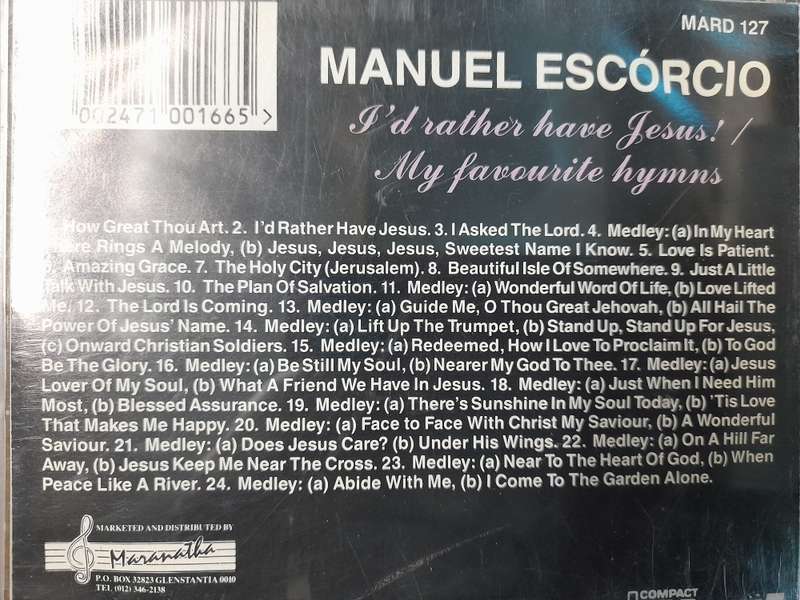 MARD 127
002471 001665 >
MANUEL ESCÓRCIO
I'd rather have Jesus! /
My favourite hymns
How Great Thou Art. 2. I'd Rather Have Jesus. 3. I Asked The Lord. 4. Medley: (a) In My Heart
There Rings A Melody, (b) Jesus, Jesus, Jesus, Sweetest Name I Know. 5. Love Is Patient.
Amazing Grace. 7. The Holy City (Jerusalem). 8. Beautiful Isle Of Somewhere. 9. Just A Little
Talk With Jesus. 10. The Plan Of Salvation. 11. Medley: (a) Wonderful Word Of Life, (b) Love Lifted
Me. 12. The Lord Is Coming. 13. Medley: (a) Guide Me, O Thou Great Jehovah, (b) All Hail The
Power Of Jesus' Name. 14. Medley: (a) Lift Up The Trumpet, (b) Stand Up, Stand Up For Jesus,
(c) Onward Christian Soldiers. 15. Medley: (a) Redeemed, How I Love To Proclaim It, (b) To God
Be The Glory. 16. Medley: (a) Be Still My Soul, (b) Nearer My God To Thee. 17. Medley: (a) Jesus
Lover Of My Soul, (b) What A Friend We Have In Jesus. 18. Medley: (a) Just When I Need Him
Most, (b) Blessed Assurance. 19. Medley: (a) There's Sunshine In My Soul Today, (b) 'Tis Love
That Makes Me Happy. 20. Medley: (a) Face to Face With Christ My Saviour, (b) A Wonderful
Saviour. 21. Medley: (a) Does Jesus Care? (b) Under His Wings. 22. Medley: (a) On A Hill Far
Away, (b) Jesus Keep Me Near The Cross. 23. Medley: (a) Near To The Heart Of God, (b) When
Peace Like A River. 24. Medley: (a) Abide With Me, (b) I Come To The Garden Alone.
MARKETED AND DISTRIBUTED BY
Maranatha
P.O. BOX 32823 GLENSTANTIA 0010
TEL (012) 346-2138
COMPACT